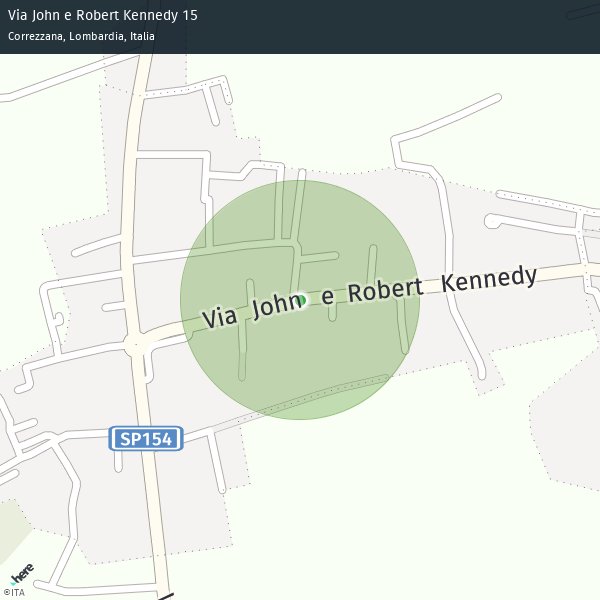 Via John e Robert Kennedy 15
Correzzana, Lombardia, Italia
Via John e Robert Kennedy
SP154
here
©ITA